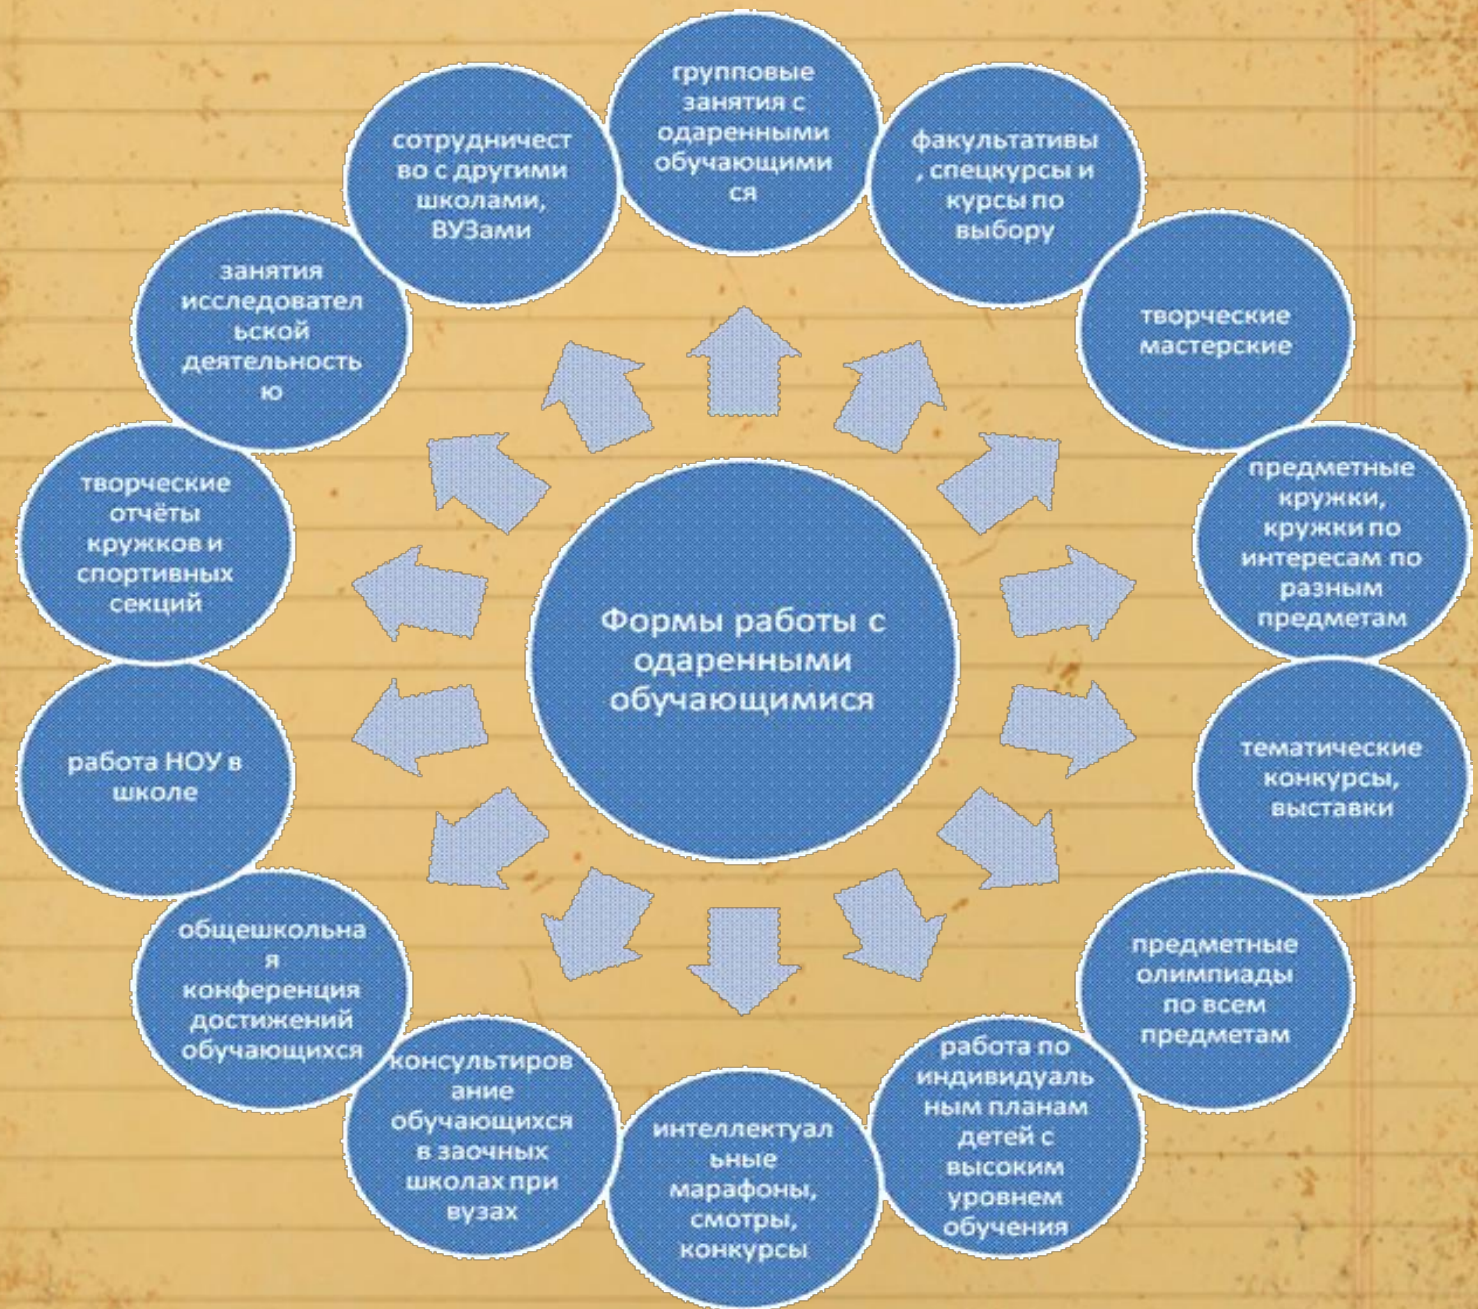 групповые
занятия с
одаренными
обучающими
ся
факультативы
, спецкурсы и
курсы по
выбору
творческие
мастерские
предметные
кружки,
кружки по
интересам по
разным
предметам
тематические
конкурсы,
выставки
предметные
олимпиады
по всем
предметам
работа по
индивидуаль
ным планам
детей с
высоким
уровнем
обучения
интеллектуал
ьные
марафоны,
смотры,
конкурсы
консультиров
ание
обучающихся
в заочных
школах при
вузах
общешкольна
я
конференция
достижений
обучающихся
работа НОУ в
школе
творческие
отчёты
кружков и
спортивных
секций
занятия
исследовател
ьской
деятельность
ю
сотрудничест
во с другими
школами,
ВУЗами
Формы работы с
одаренными
обучающимися